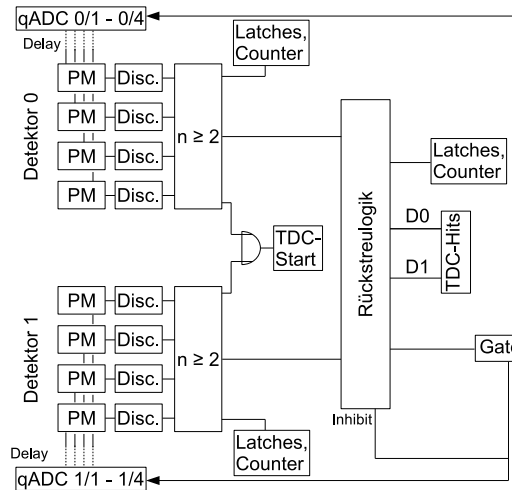 qADC 0/1 - 0/4
Delay
Latches,
Counter
PM
Disc.
PM
Disc.
PM
Disc.
PM
Disc.
Detektor 0
n ≥ 2
Rückstreulogik
Latches,
Counter
D0
D1
TDC-Hits
TDC-
Start
PM
Disc.
PM
Disc.
PM
Disc.
PM
Disc.
Detektor 1
n ≥ 2
Gate
Inhibit
Latches,
Counter
Delay
qADC 1/1 - 1/4